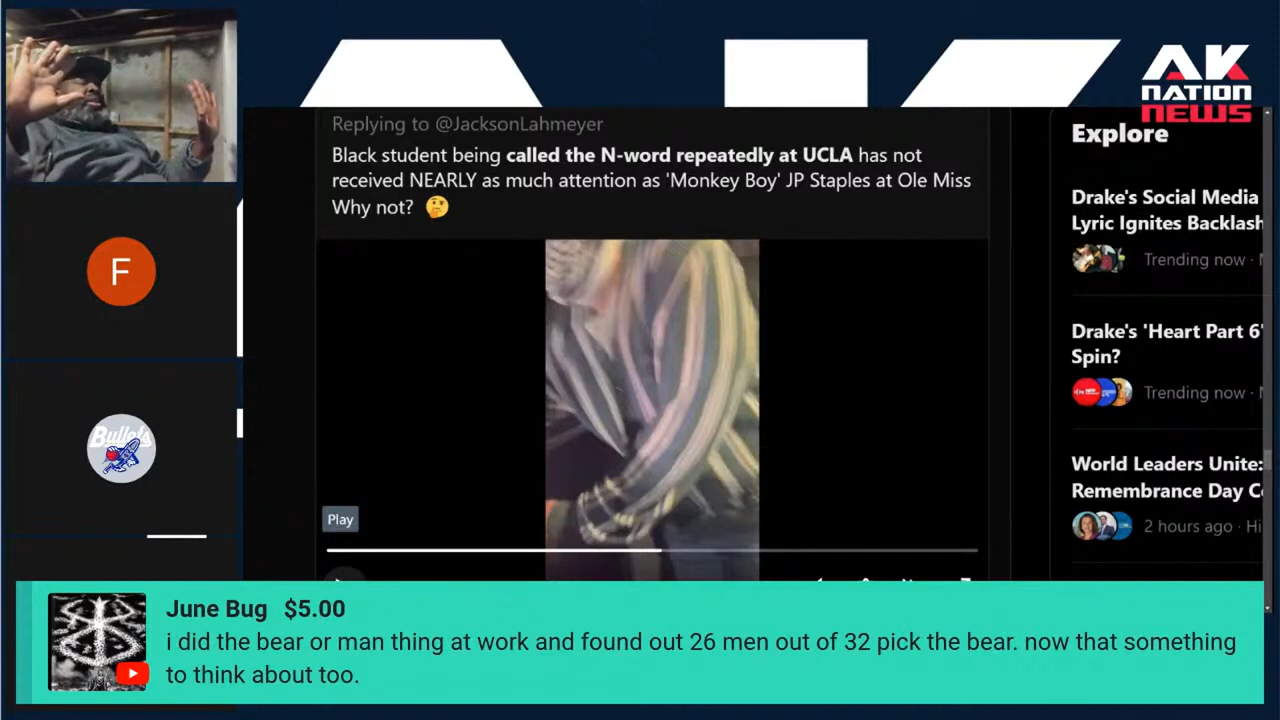 AK
NATION
NEWS
Replying to @JacksonLahmeyer
Black student being called the N-word repeatedly at UCLA has not
received NEARLY as much attention as 'Monkey Boy' JP Staples at Ole Miss
Why not? 🤔
Explore
Drake's Social Media
Lyric Ignites Backlash
Trending now ·
Drake's 'Heart Part 6'
Spin?
Trending now ·
World Leaders Unite:
Remembrance Day
2 hours ago ·
F
Bullets
Play
June Bug $5.00
i did the bear or man thing at work and found out 26 men out of 32 pick the bear. now that something
to think about too.